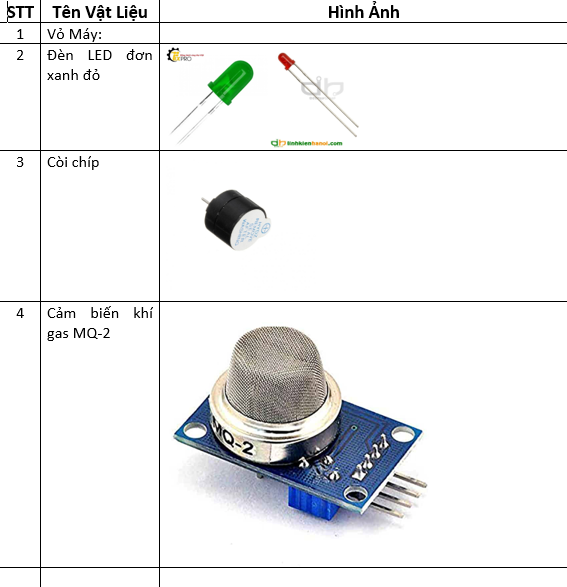 STT Tên Vật Liệu Hình Ảnh
1 Vỏ Máy:
2 Đèn LED đơn
xanh đỏ
linhkienhanoi.com
3 Còi chíp
4 Cảm biến khí
gas MQ-2
MQ-2